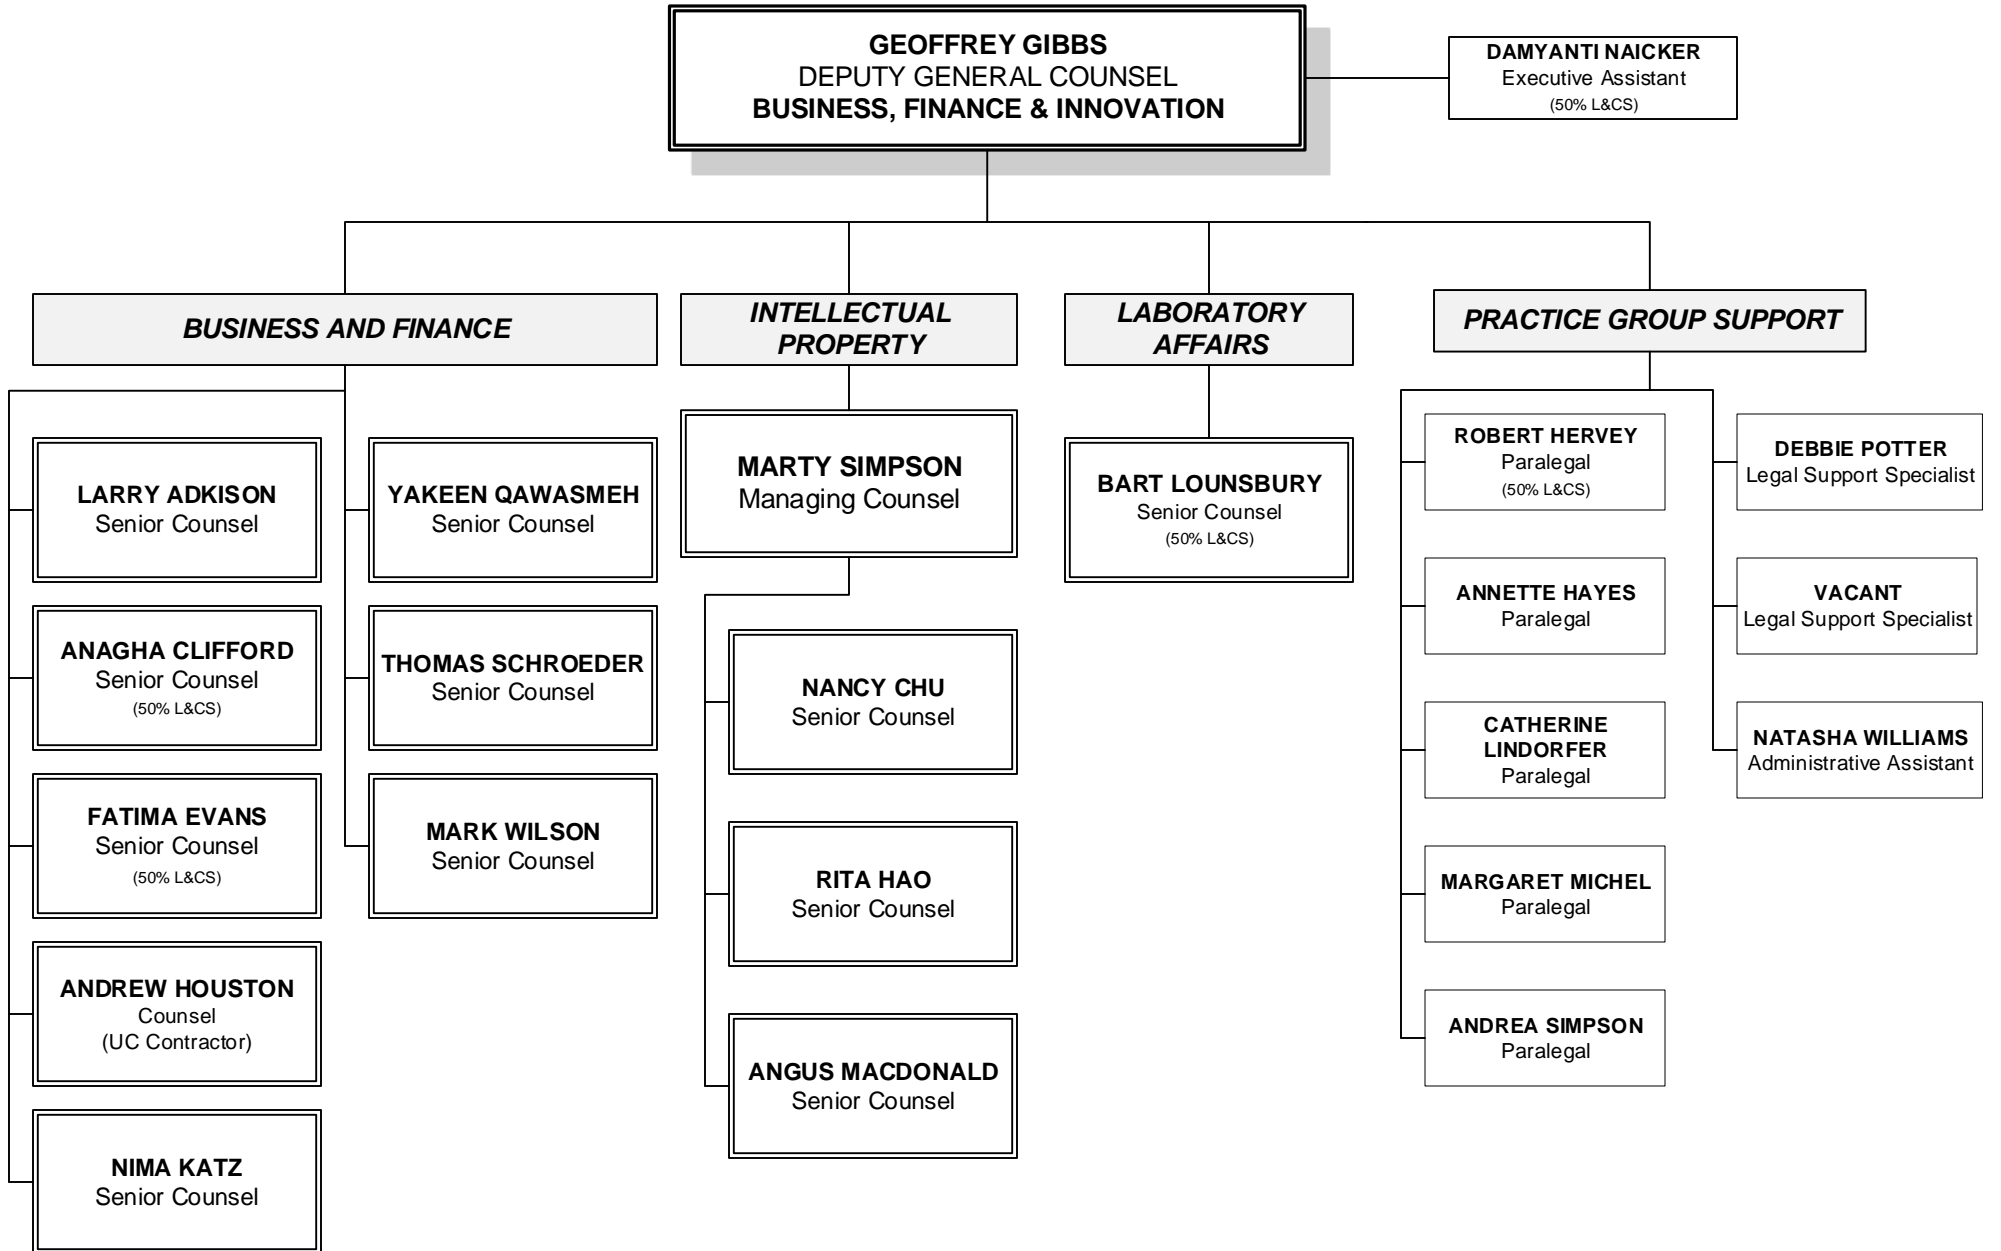 GEOFFREY GIBBS
DEPUTY GENERAL COUNSEL
BUSINESS, FINANCE & INNOVATION
DAMYANTI NAICKER
Executive Assistant
(50% L&CS)
BUSINESS AND FINANCE
LARRY ADKISON
Senior Counsel
ANAGHA CLIFFORD
Senior Counsel
(50% L&CS)
FATIMA EVANS
Senior Counsel
(50% L&CS)
ANDREW HOUSTON
Counsel
(UC Contractor)
NIMA KATZ
Senior Counsel
YAKEEN QAWASMEH
Senior Counsel
THOMAS SCHROEDER
Senior Counsel
MARK WILSON
Senior Counsel
INTELLECTUAL
PROPERTY
MARTY SIMPSON
Managing Counsel
NANCY CHU
Senior Counsel
RITA HAO
Senior Counsel
ANGUS MACDONALD
Senior Counsel
LABORATORY
AFFAIRS
BART LOUNSBURY
Senior Counsel
(50% L&CS)
PRACTICE GROUP SUPPORT
ROBERT HERVEY
Paralegal
(50% L&CS)
ANNETTE HAYES
Paralegal
CATHERINE
LINDORFER
Paralegal
MARGARET MICHEL
Paralegal
ANDREA SIMPSON
Paralegal
DEBBIE POTTER
Legal Support Specialist
VACANT
Legal Support Specialist
NATASHA WILLIAMS
Administrative Assistant